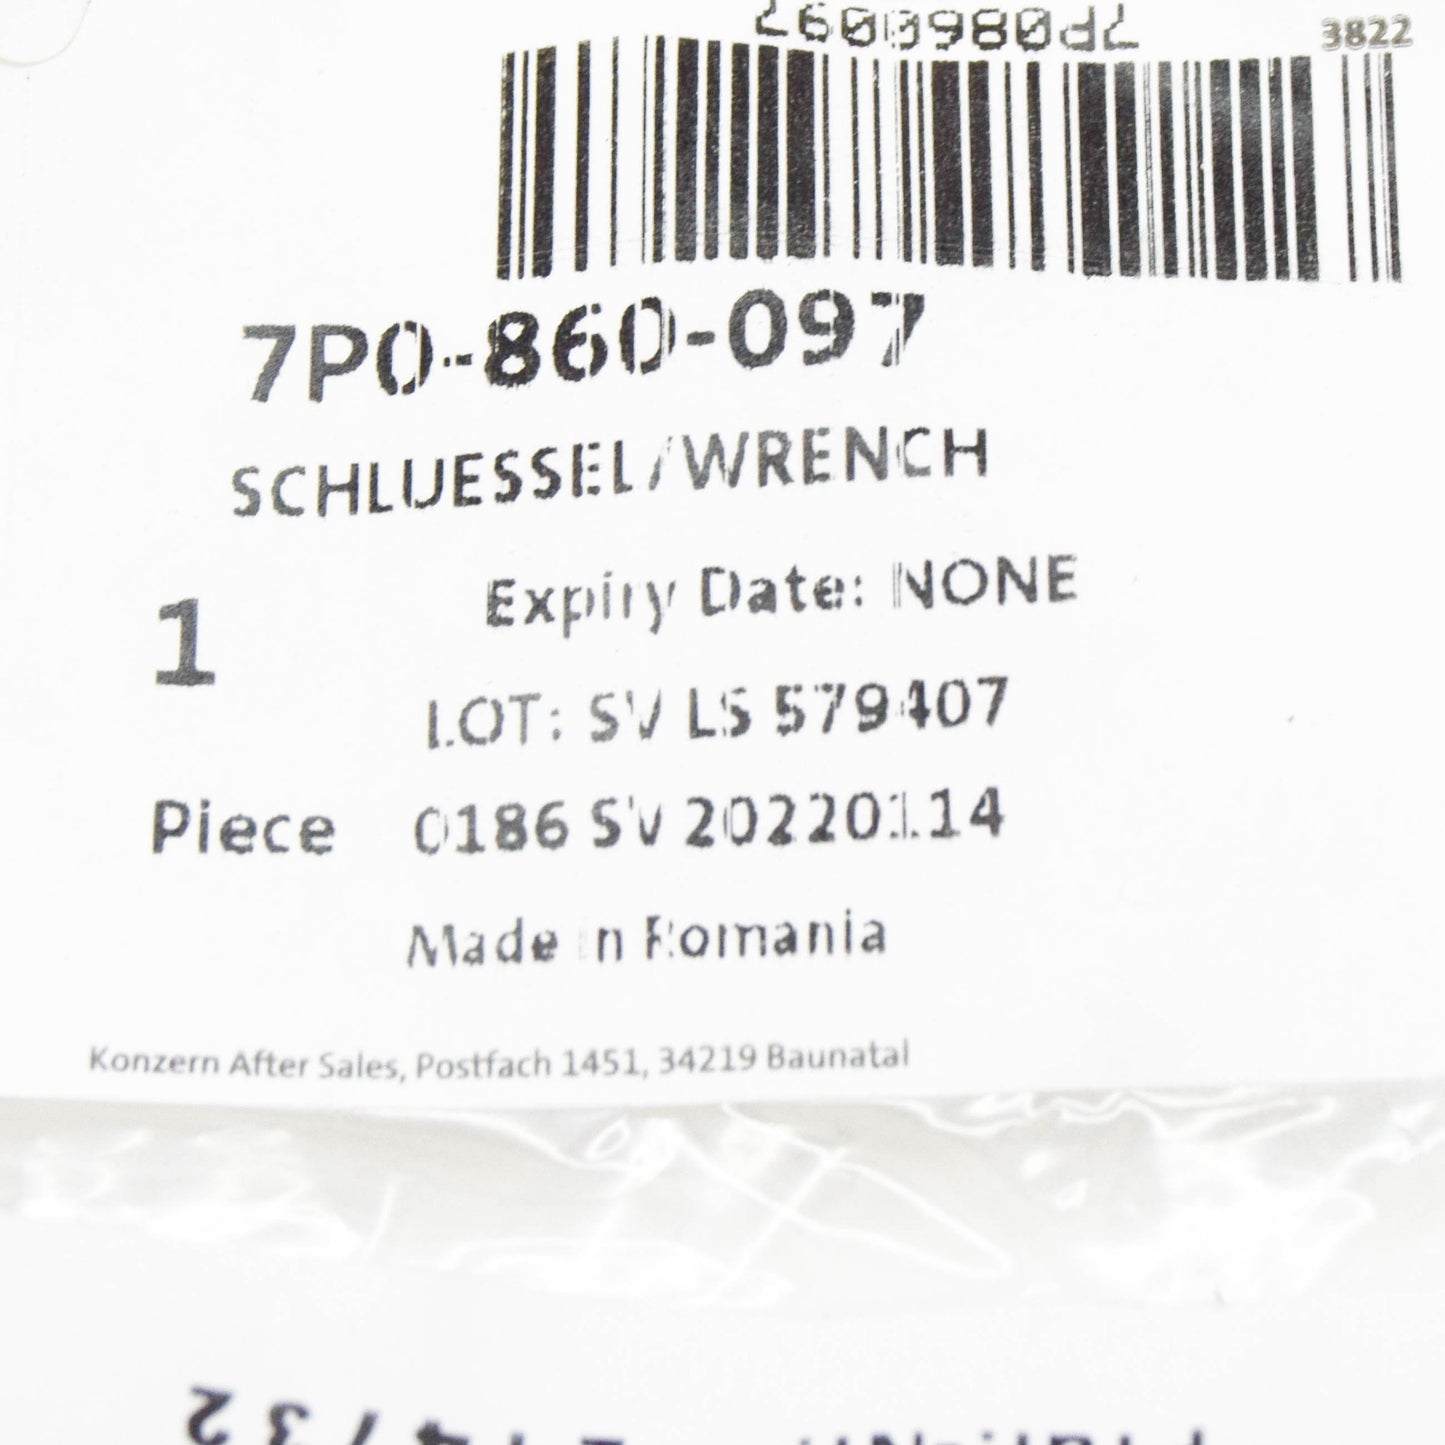 7P0860097
3822
7P0-860-097
SCHLUESSEL/WRENCH
Expiry Date: NONE
1
LOT: SV LS 579407
Piece 0186 SV 20220114
Made in Romania
Konzern After Sales, Postfach 1451, 34219 Baunatal